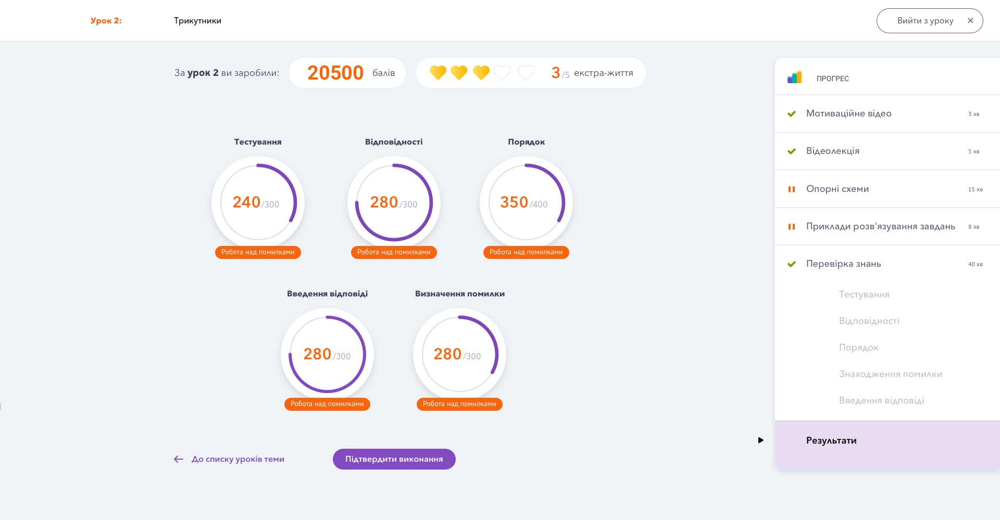 Урок 2: Трикутники Вийти з уроку
За урок 2 ви заробили: 20500 балів 3/5 екстра-життя
Тестування Відповідності Порядок
240/300 280/300 350/400
Робота над помилками Робота над помилками Робота над помилками
Введення відповіді Визначення помилки
280/300 280/300
Робота над помилками Робота над помилками
До списку уроків теми Підтвердити виконання
ПРОГРЕС
Мотиваційне відео 3 хв
Відеолекція 5 хв
Опорні схеми 15 хв
Приклади розв'язування завдань 8 хв
Перевірка знань 40 хв
Тестування
Відповідності
Порядок
Знаходження помилки
Введення відповіді
Результати